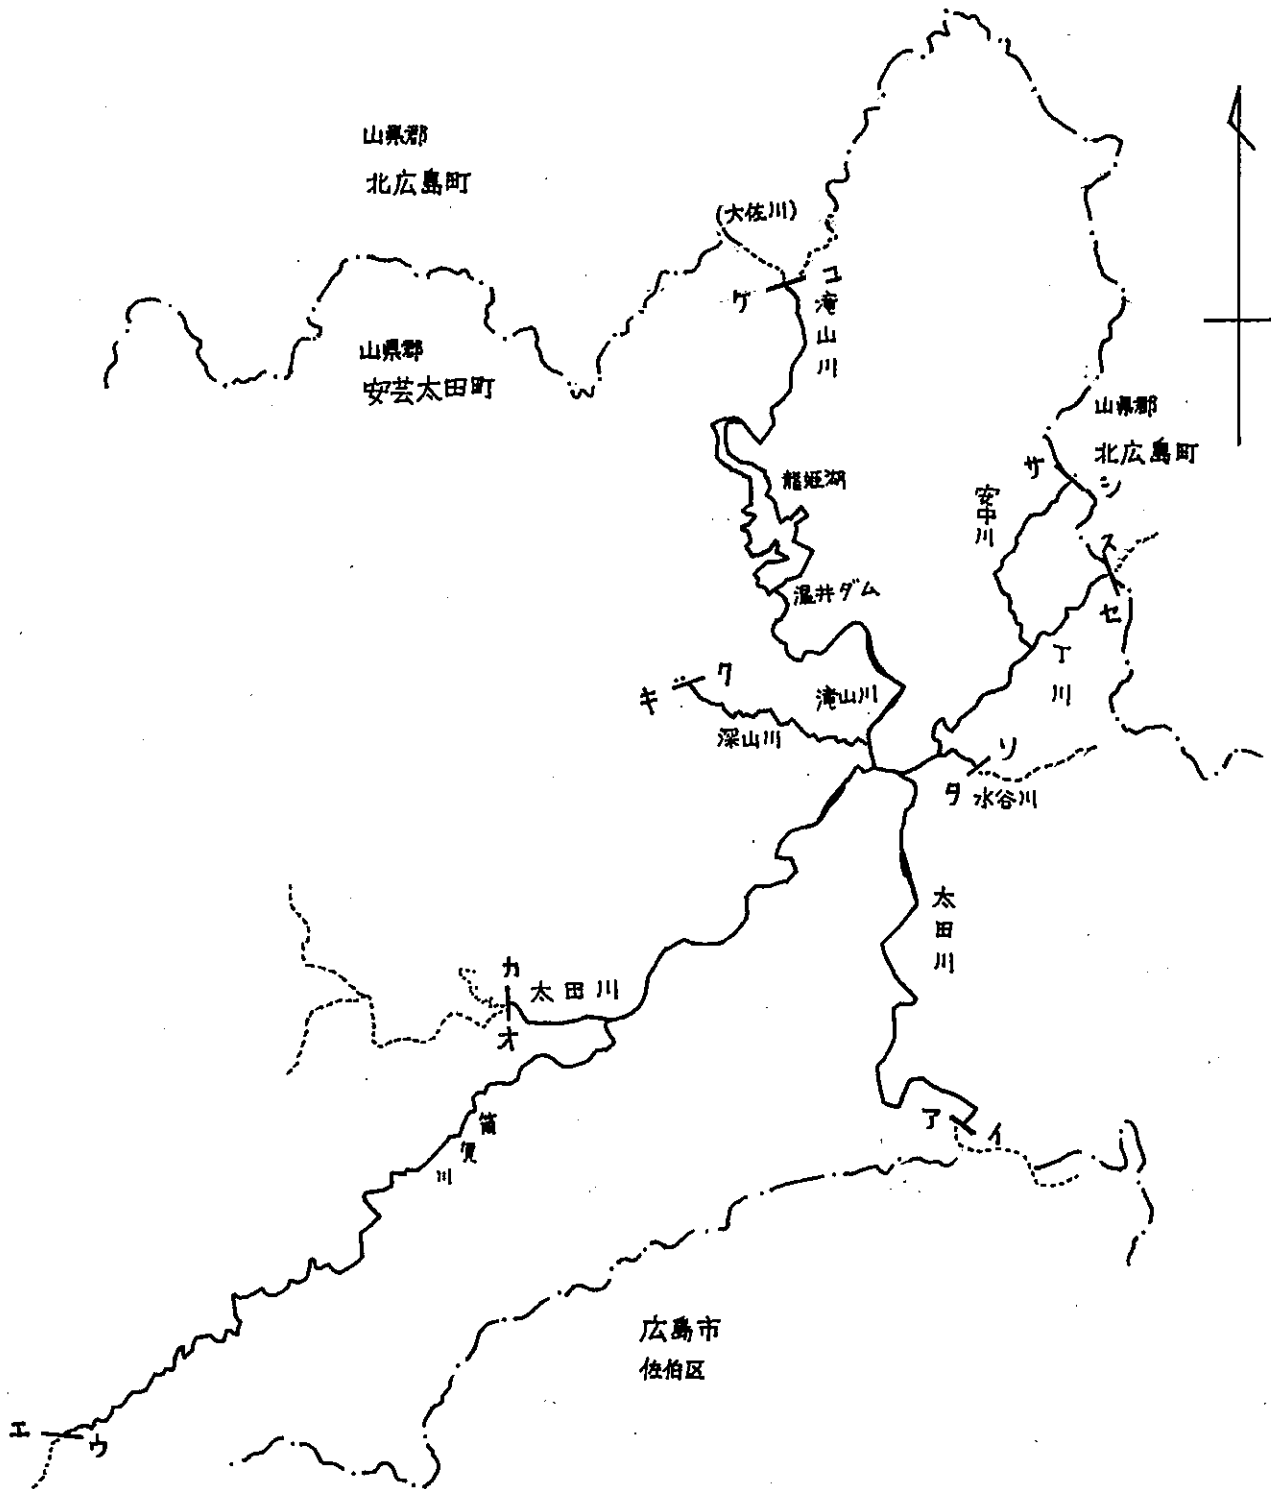 山県郡
北広島町
(大佐川)
コ
ケ
滝山川
山県郡
安芸太田町
山県郡
北広島町
サ
シ
龍姫湖
安中川
ス
温井ダム
セ
丁川
ク
キ
滝山川
深山川
ソ
タ
水谷川
太田川
カ
太田川
オ
ア
イ
筒賀川
広島市
佐伯区
エ
ウ